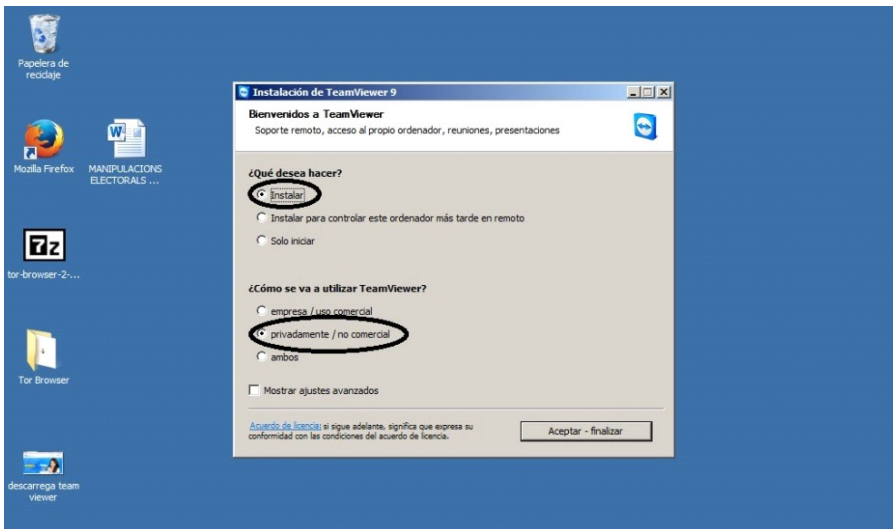 Papelera de
reciclaje
Mozilla Firefox
MANIPULACIONS
ELECTORALS ...
7z
tor-browser-2-...
Tor Browser
descarrega team
viewer
Instalación de TeamViewer 9
Bienvenidos a TeamViewer
Soporte remoto, acceso al propio ordenador, reuniones, presentaciones
¿Qué desea hacer?
Instalar
Instalar para controlar este ordenador más tarde en remoto
Solo iniciar
¿Cómo se va a utilizar TeamViewer?
empresa / uso comercial
privadamente / no comercial
ambos
Mostrar ajustes avanzados
Acuerdo de licencia: si sigue adelante, significa que expresa su
conformidad con las condiciones del acuerdo de licencia.
Aceptar - finalizar